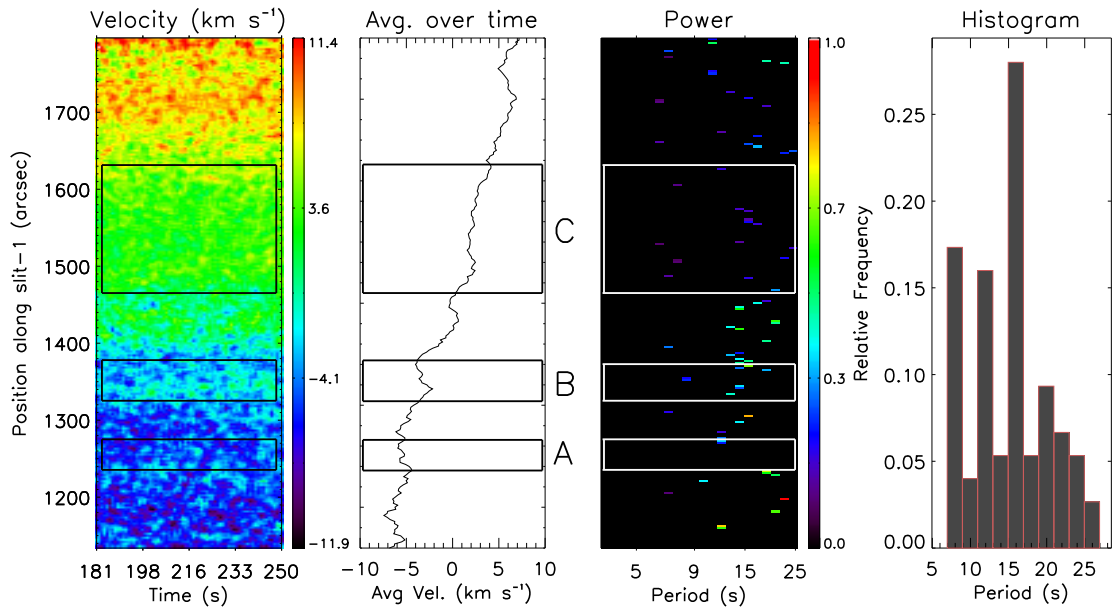 Velocity (km s⁻¹)
Avg. over time
Power
Histogram
Position along slit−1 (arcsec)
1700
1600
1500
1400
1300
1200
181 198 216 233 250
Time (s)
11.4
3.6
−4.1
−11.9
−10 −5 0 5 10
Avg Vel. (km s⁻¹)
C
B
A
5 9 15 25
Period (s)
1.0
0.7
0.3
0.0
Relative Frequency
0.25
0.20
0.15
0.10
0.05
0.00
5 10 15 20 25
Period (s)